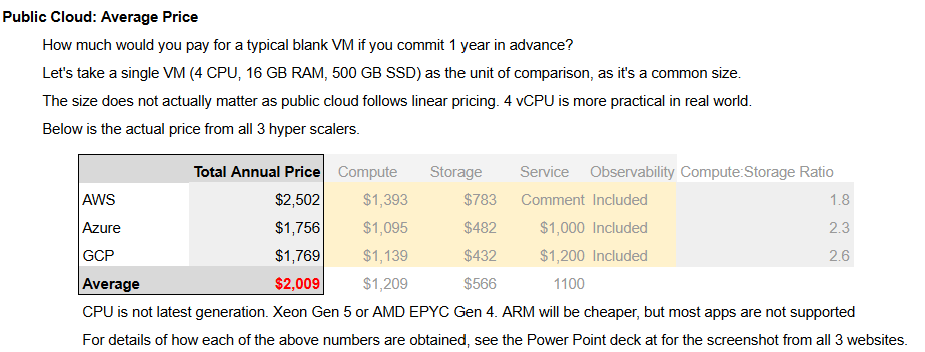 Public Cloud: Average Price
How much would you pay for a typical blank VM if you commit 1 year in advance?
Let's take a single VM (4 CPU, 16 GB RAM, 500 GB SSD) as the unit of comparison, as it's a common size.
The size does not actually matter as public cloud follows linear pricing. 4 vCPU is more practical in real world.
Below is the actual price from all 3 hyper scalers.
Total Annual Price Compute Storage Service Observability Compute:Storage Ratio
AWS $2,502 $1,393 $783 Comment Included 1.8
Azure $1,756 $1,095 $482 $1,000 Included 2.3
GCP $1,769 $1,139 $432 $1,200 Included 2.6
Average $2,009 $1,209 $566 1100
CPU is not latest generation. Xeon Gen 5 or AMD EPYC Gen 4. ARM will be cheaper, but most apps are not supported
For details of how each of the above numbers are obtained, see the Power Point deck at for the screenshot from all 3 websites.